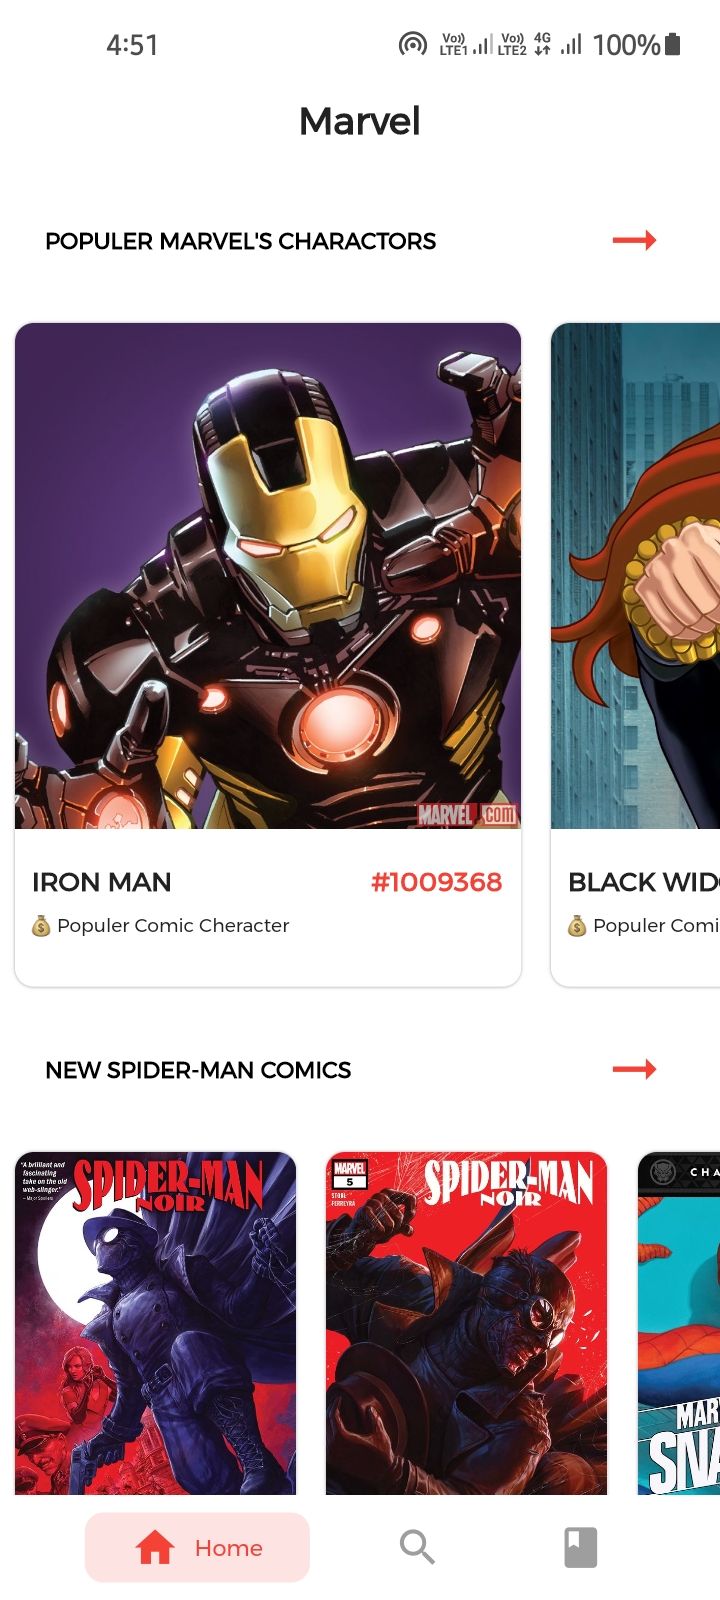 4:51
Vo)) LTE1 Vo)) LTE2 4G 100%
Marvel
POPULER MARVEL'S CHARACTORS
MARVEL.COM
IRON MAN #1009368
Populer Comic Cheracter
BLACK WID
Populer Comi
NEW SPIDER-MAN COMICS
"A brilliant and
fascinating
take on the old
web-slinger."
SPIDER-MAN
NOIR
MARVEL
5
FERREYRA
SPIDER-MAN
NOIR
CHA
MAR
SNA
Home